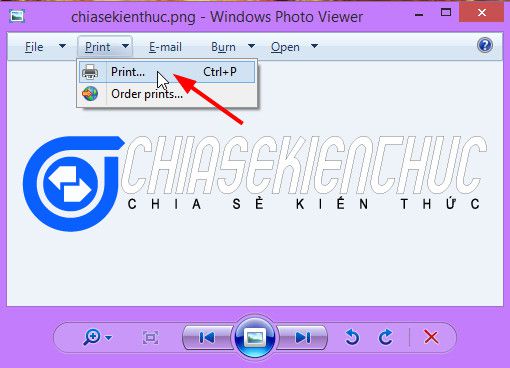 chiasekienthuc.png - Windows Photo Viewer
File Print E-mail Burn Open
Print... Ctrl+P
Order prints...
CHIASEKIENTHUC
CHIA SẺ KIẾN THỨC